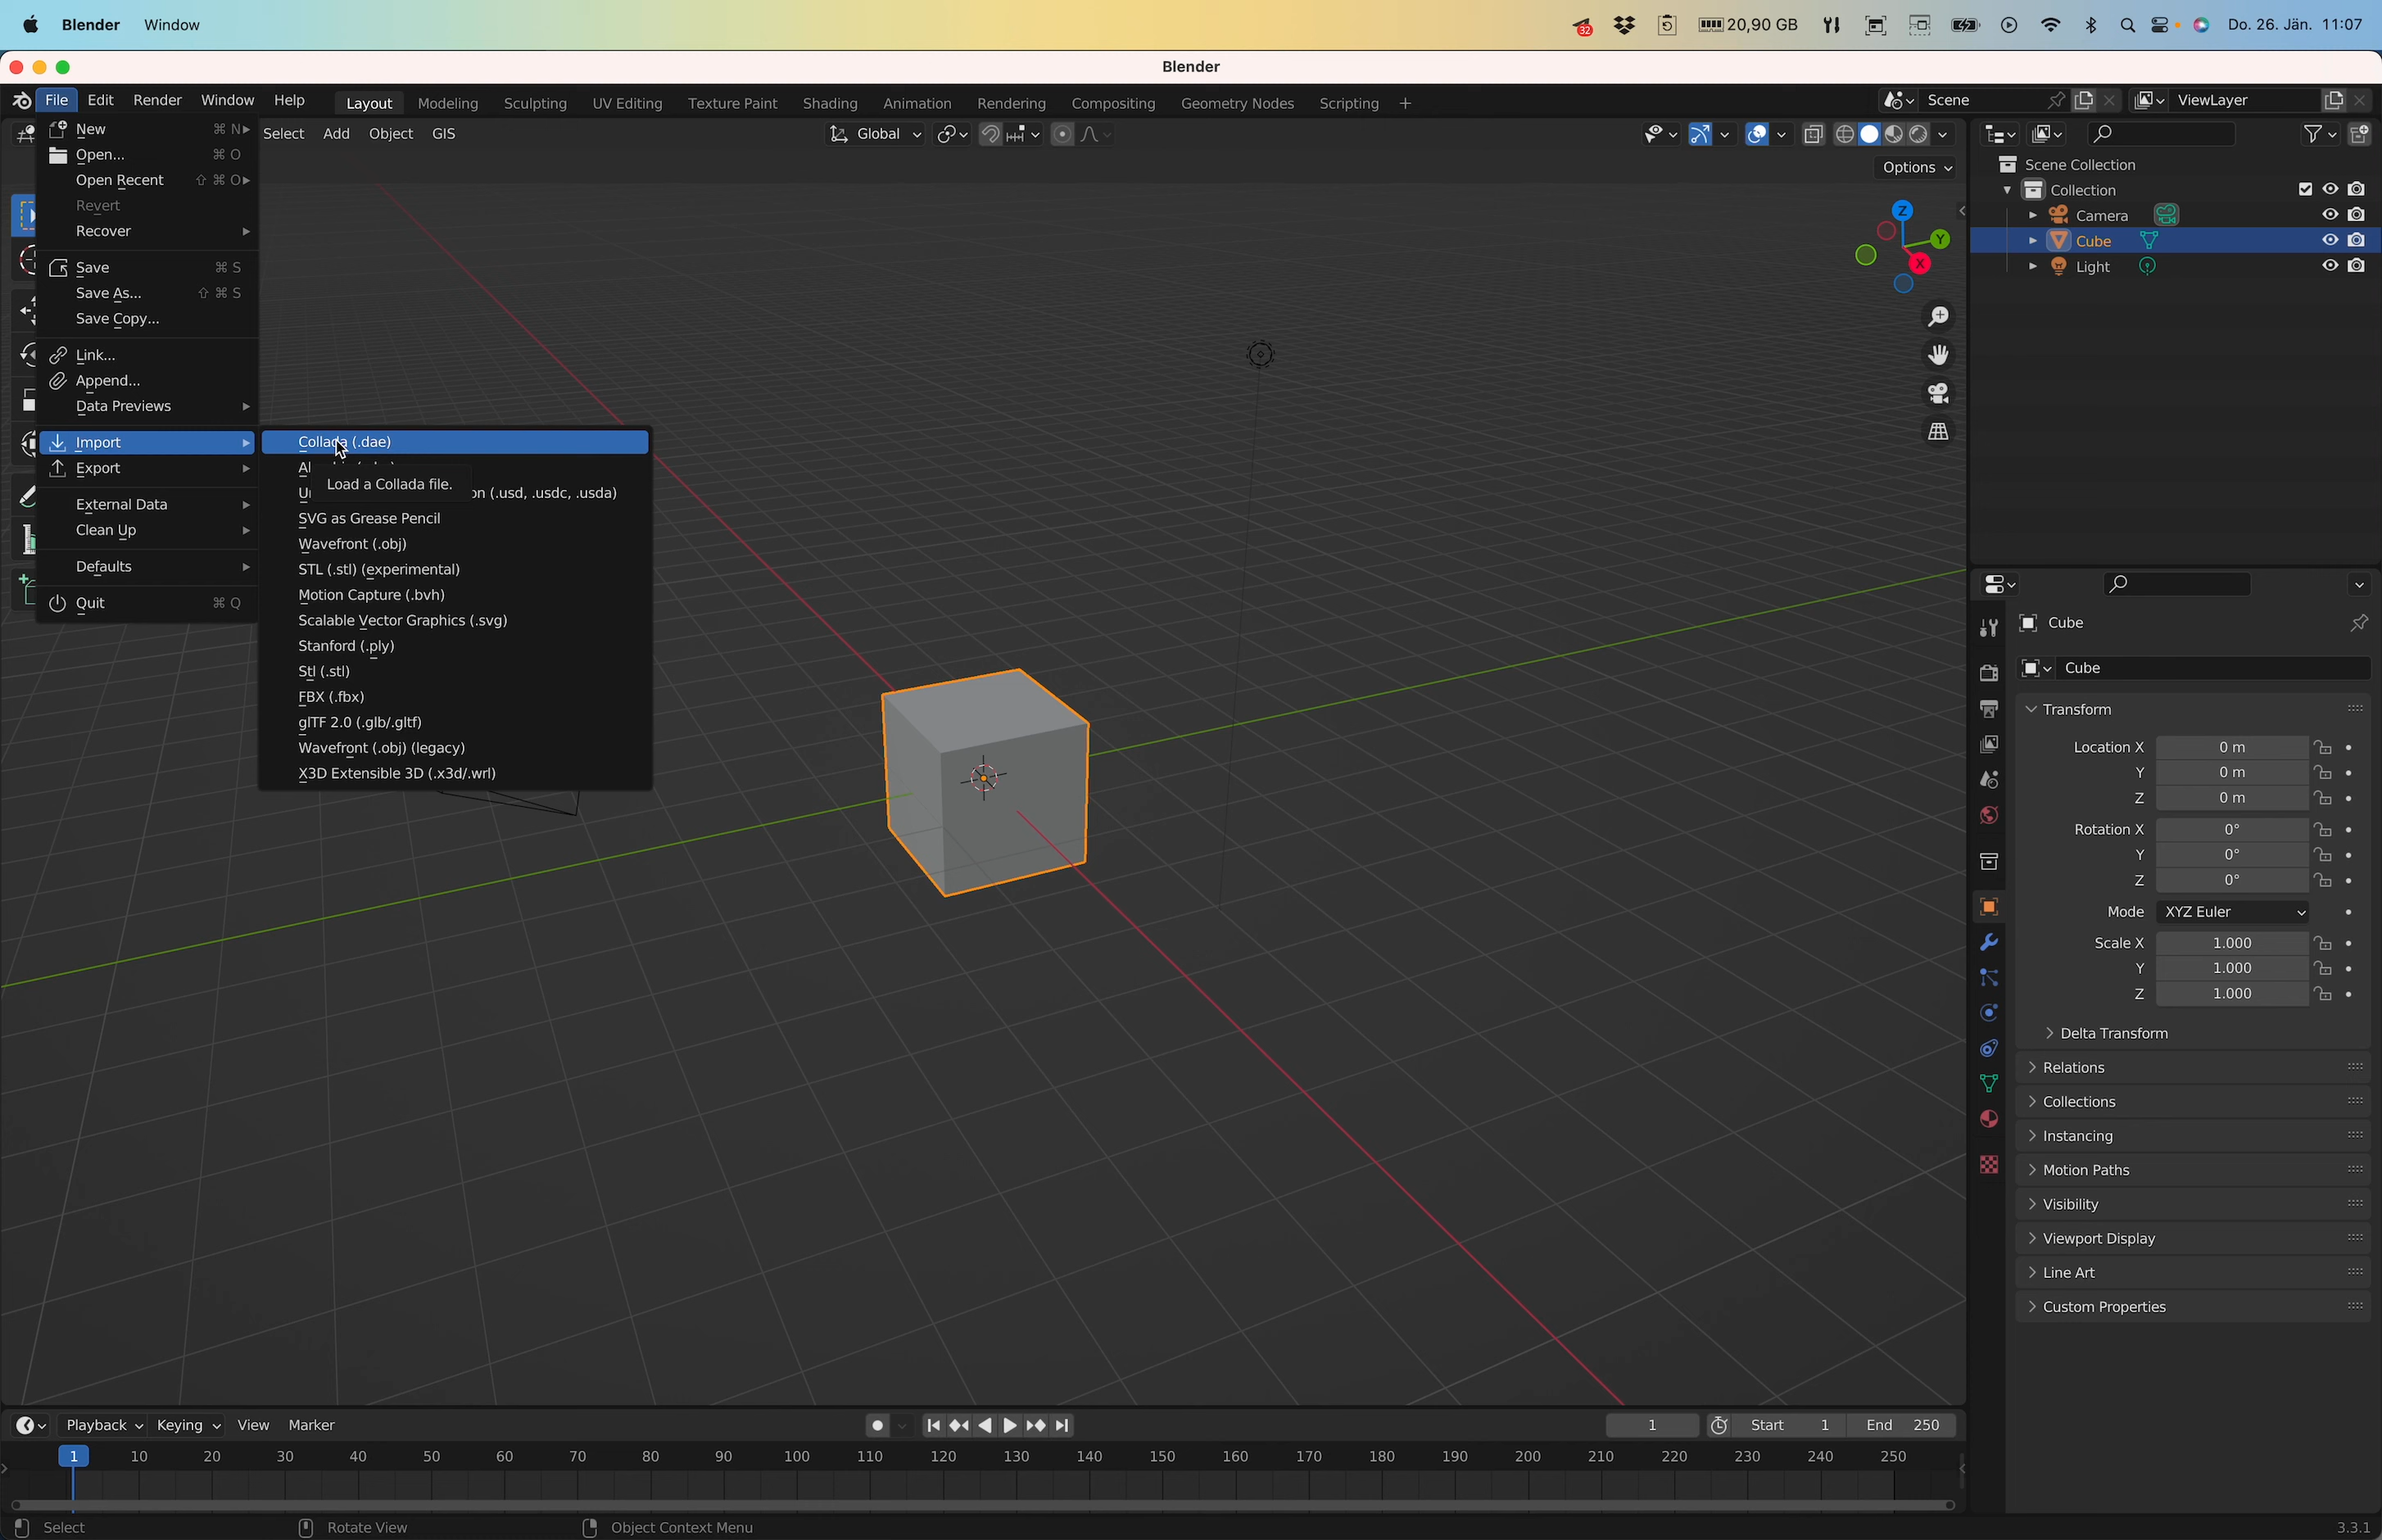 Blender Window 32 20,90 GB Do. 26. Jän. 11:07
Blender
File Edit Render Window Help Layout Modeling Sculpting UV Editing Texture Paint Shading Animation Rendering Compositing Geometry Nodes Scripting + Scene ViewLayer
Select Add Object GIS Global
Options
New ⌘ N
Open... ⌘ O
Open Recent ⇧ ⌘ O
Revert
Recover
Save ⌘ S
Save As... ⇧ ⌘ S
Save Copy...
Link...
Append...
Data Previews
Import
Export
External Data
Clean Up
Defaults
Quit ⌘ Q
Collada (.dae)
Load a Collada file.
(.usd, .usdc, .usda)
SVG as Grease Pencil
Wavefront (.obj)
STL (.stl) (experimental)
Motion Capture (.bvh)
Scalable Vector Graphics (.svg)
Stanford (.ply)
Stl (.stl)
FBX (.fbx)
glTF 2.0 (.glb/.gltf)
Wavefront (.obj) (legacy)
X3D Extensible 3D (.x3d/.wrl)
Z
Y
X
Scene Collection
Collection
Camera
Cube
Light
Cube
Cube
Transform
Location X 0 m
Y 0 m
Z 0 m
Rotation X 0°
Y 0°
Z 0°
Mode XYZ Euler
Scale X 1.000
Y 1.000
Z 1.000
Delta Transform
Relations
Collections
Instancing
Motion Paths
Visibility
Viewport Display
Line Art
Custom Properties
Playback Keying View Marker 1 Start 1 End 250
1 10 20 30 40 50 60 70 80 90 100 110 120 130 140 150 160 170 180 190 200 210 220 230 240 250
Select Rotate View Object Context Menu 3.3.1